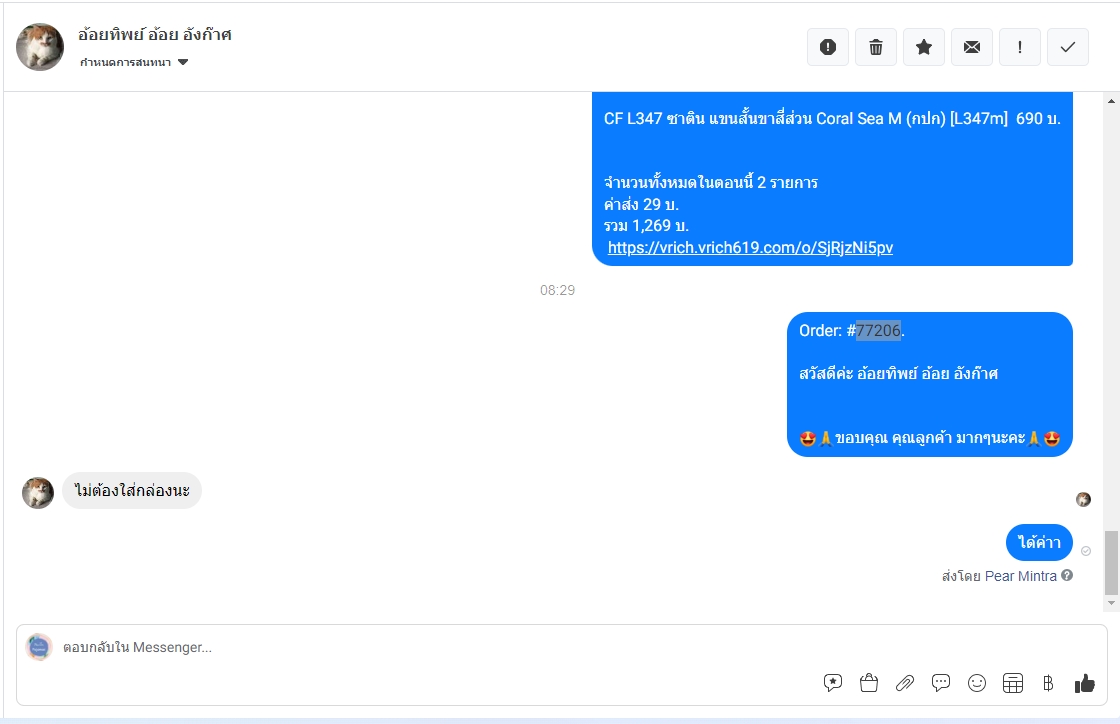 อ้อยทิพย์ อ้อย อังก๊าศ
กำหนดการสนทนา
CF L347 ซาติน แขนสั้นขาสี่ส่วน Coral Sea M (กปก) [L347m] 690 บ.
จำนวนทั้งหมดในตอนนี้ 2 รายการ
ค่าส่ง 29 บ.
รวม 1,269 บ.
https://vrich.vrich619.com/o/SjRjzNi5pv
08:29
Order: #77206.
สวัสดีค่ะ อ้อยทิพย์ อ้อย อังก๊าศ
🤩🙏ขอบคุณ คุณลูกค้า มากๆนะคะ🙏🤩
ไม่ต้องใส่กล่องนะ
ได้ค่าา
ส่งโดย Pear Mintra
ตอบกลับใน Messenger...